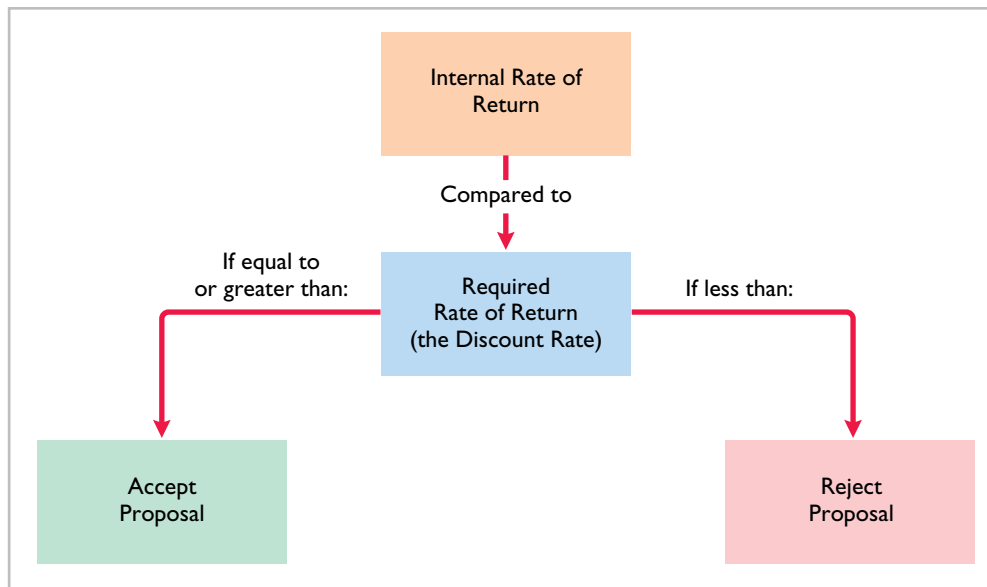 Internal Rate of
Return
Compared to
If equal to
or greater than:
Required
Rate of Return
(the Discount Rate)
If less than:
Accept
Proposal
Reject
Proposal